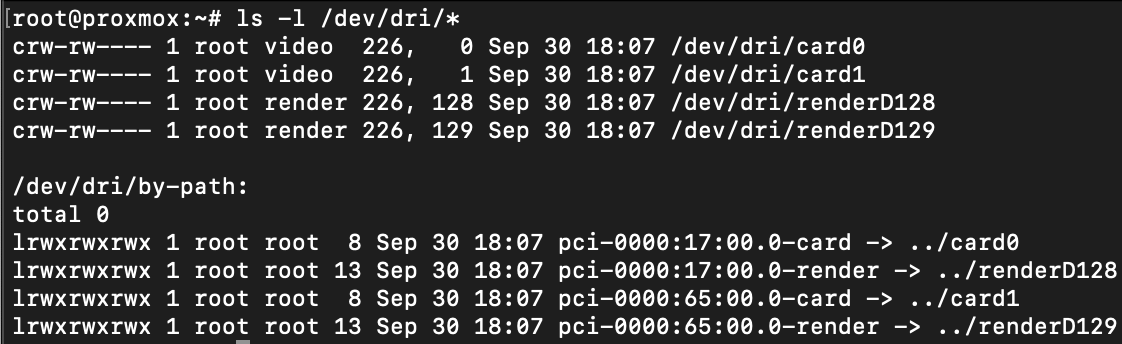 [root@proxmox:~# ls -l /dev/dri/*
crw-rw---- 1 root video  226,   0 Sep 30 18:07 /dev/dri/card0
crw-rw---- 1 root video  226,   1 Sep 30 18:07 /dev/dri/card1
crw-rw---- 1 root render 226, 128 Sep 30 18:07 /dev/dri/renderD128
crw-rw---- 1 root render 226, 129 Sep 30 18:07 /dev/dri/renderD129

/dev/dri/by-path:
total 0
lrwxrwxrwx 1 root root  8 Sep 30 18:07 pci-0000:17:00.0-card -> ../card0
lrwxrwxrwx 1 root root 13 Sep 30 18:07 pci-0000:17:00.0-render -> ../renderD128
lrwxrwxrwx 1 root root  8 Sep 30 18:07 pci-0000:65:00.0-card -> ../card1
lrwxrwxrwx 1 root root 13 Sep 30 18:07 pci-0000:65:00.0-render -> ../renderD129